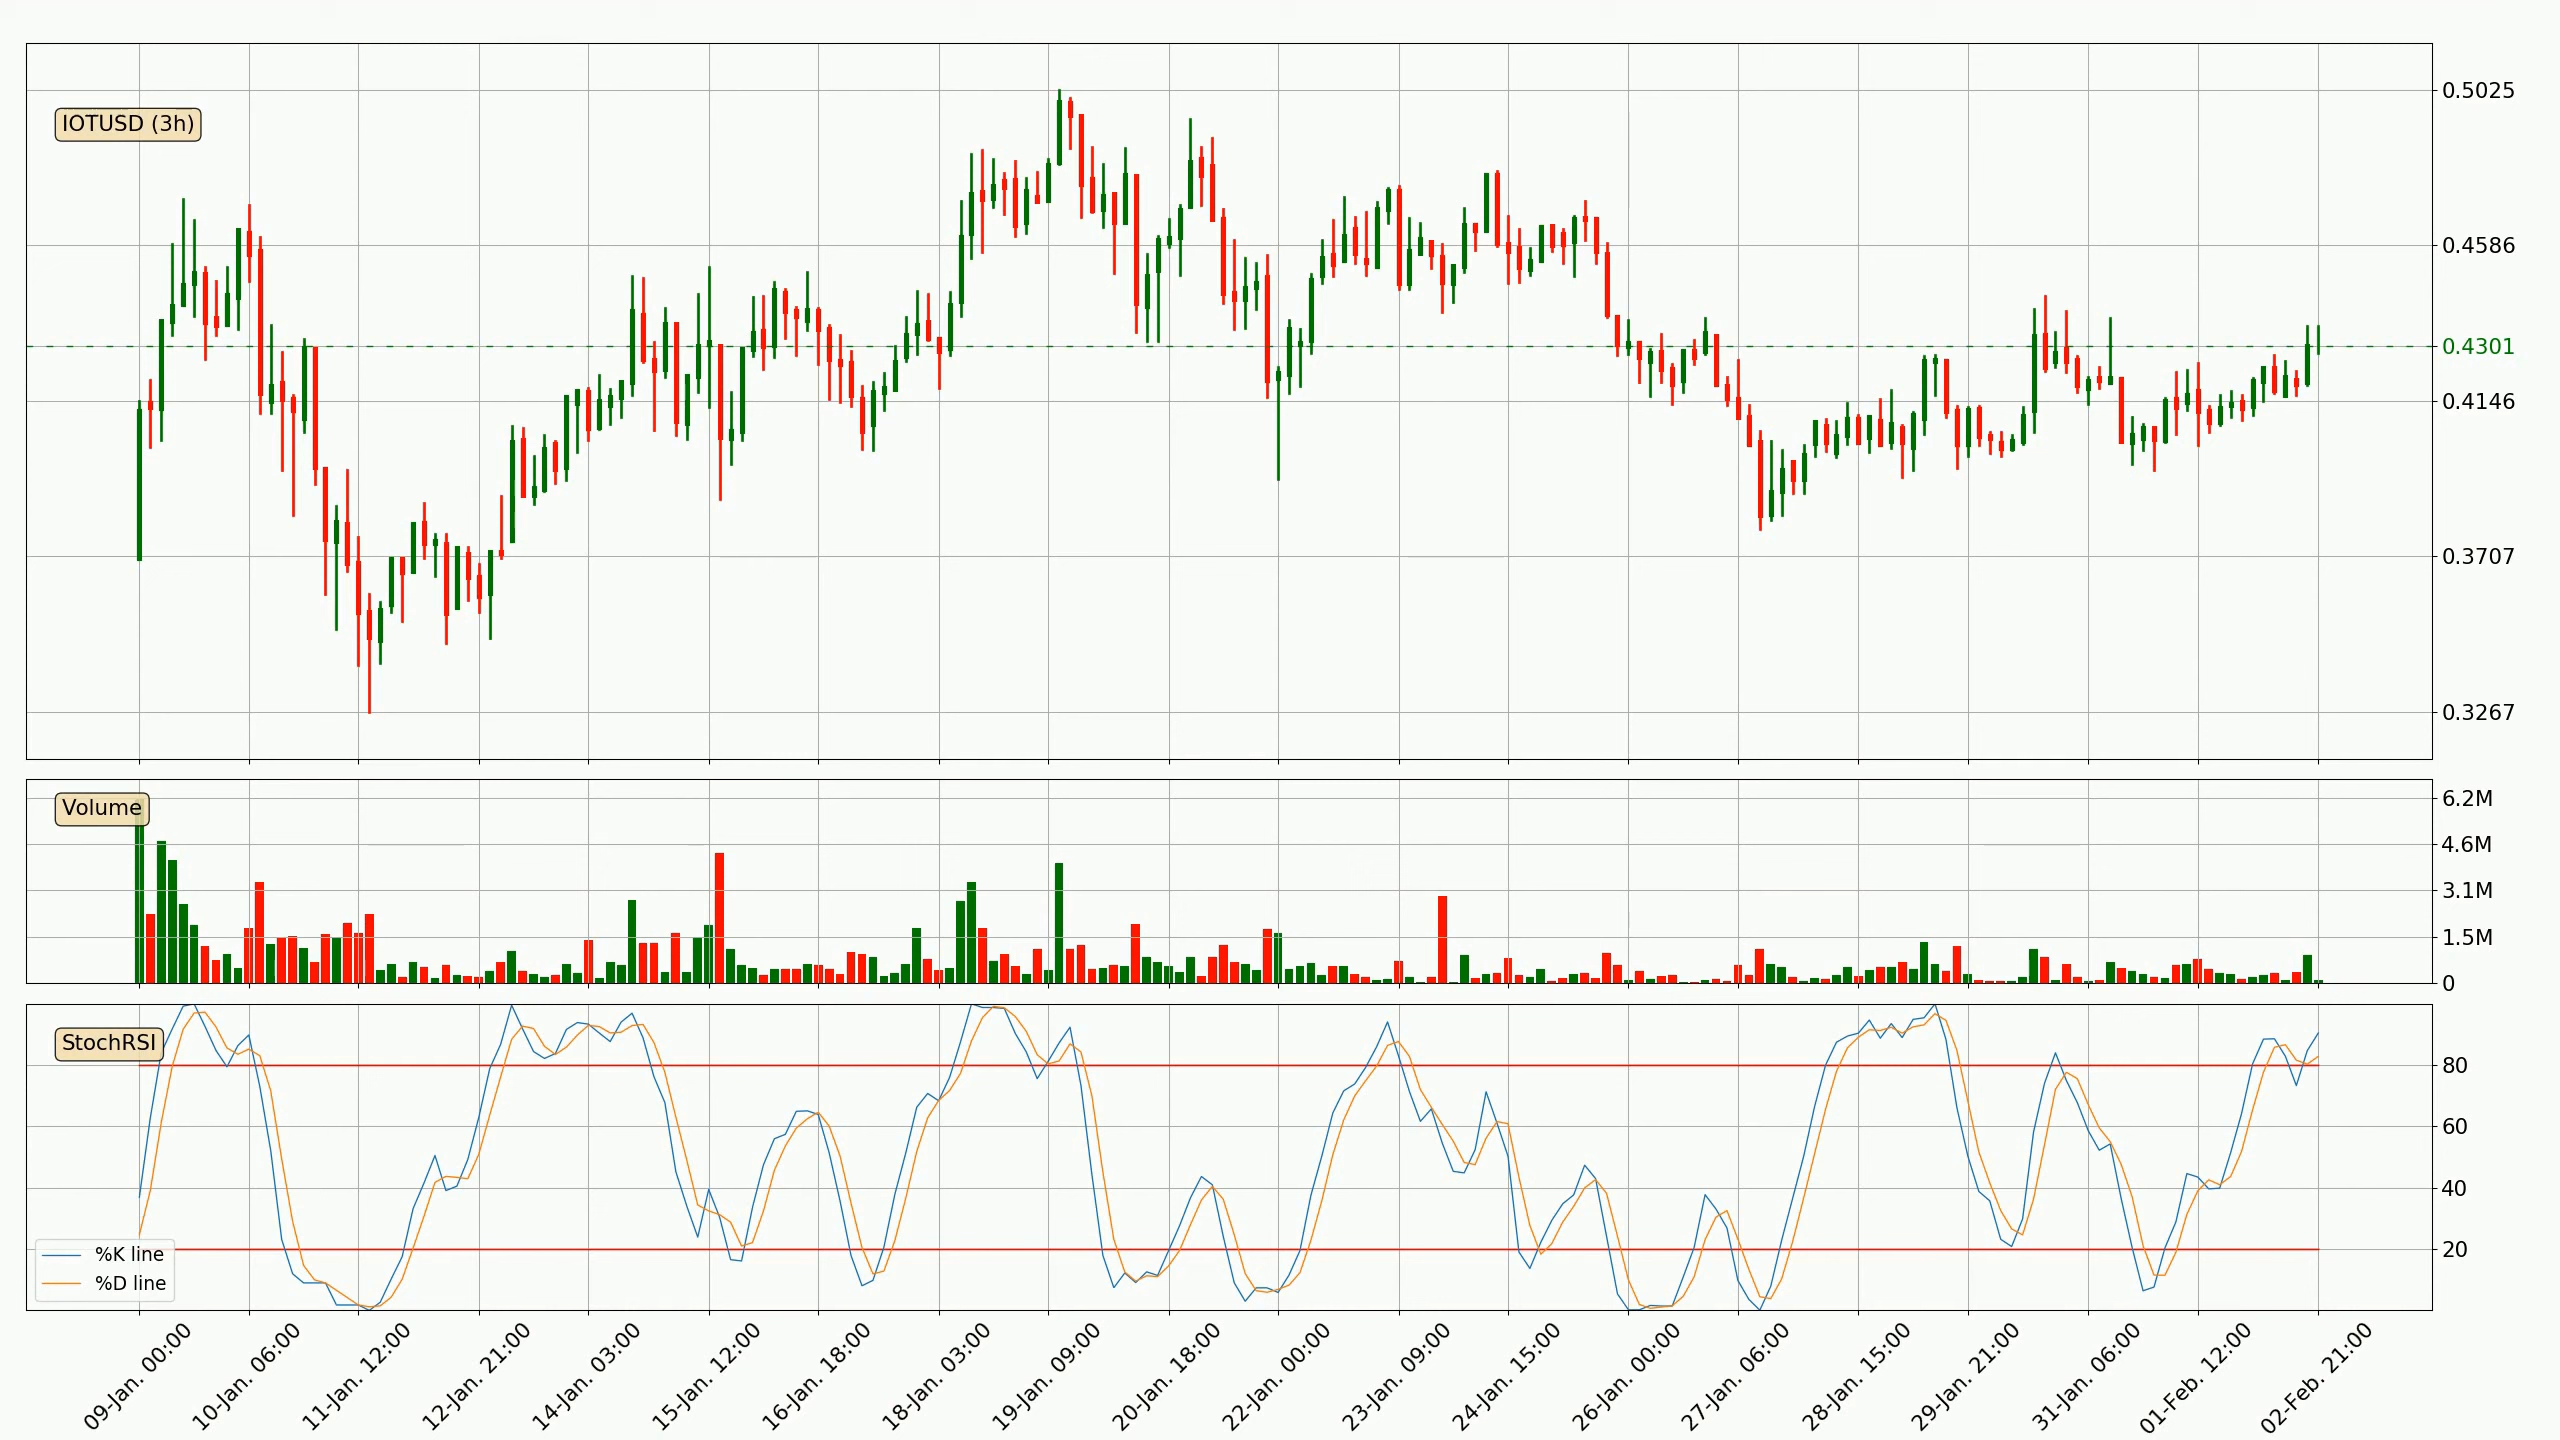 IOTUSD (3h)
0.5025
0.4586
0.4301
0.4146
0.3707
0.3267
Volume
6.2M
4.6M
3.1M
1.5M
0
StochRSI
80
60
40
20
%K line
%D line
09-Jan. 00:00
10-Jan. 06:00
11-Jan. 12:00
12-Jan. 21:00
14-Jan. 03:00
15-Jan. 12:00
16-Jan. 18:00
18-Jan. 03:00
19-Jan. 09:00
20-Jan. 18:00
22-Jan. 00:00
23-Jan. 09:00
24-Jan. 15:00
26-Jan. 00:00
27-Jan. 06:00
28-Jan. 15:00
29-Jan. 21:00
31-Jan. 06:00
01-Feb. 12:00
02-Feb. 21:00